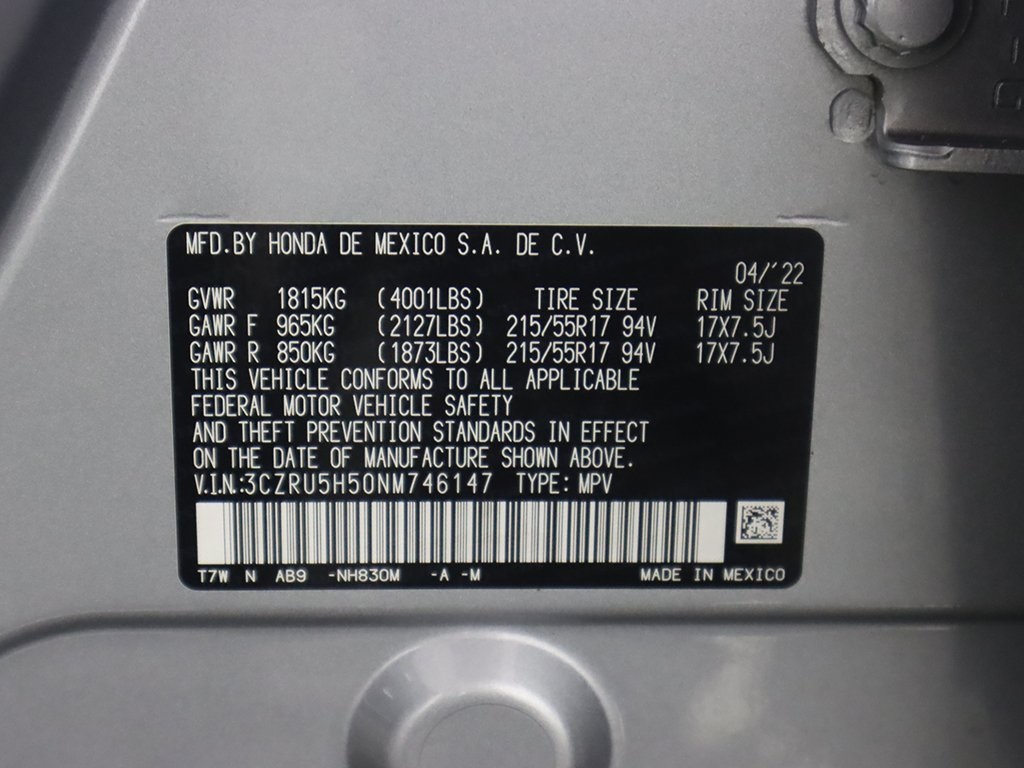 MFD.BY HONDA DE MEXICO S.A. DE C.V.
04/'22
GVWR 1815KG (4001LBS) TIRE SIZE RIM SIZE
GAWR F 965KG (2127LBS) 215/55R17 94V 17X7.5J
GAWR R 850KG (1873LBS) 215/55R17 94V 17X7.5J
THIS VEHICLE CONFORMS TO ALL APPLICABLE
FEDERAL MOTOR VEHICLE SAFETY
AND THEFT PREVENTION STANDARDS IN EFFECT
ON THE DATE OF MANUFACTURE SHOWN ABOVE.
V.I.N.:3CZRU5H50NM746147 TYPE: MPV
T7W N AB9 -NH830M -A -M MADE IN MEXICO